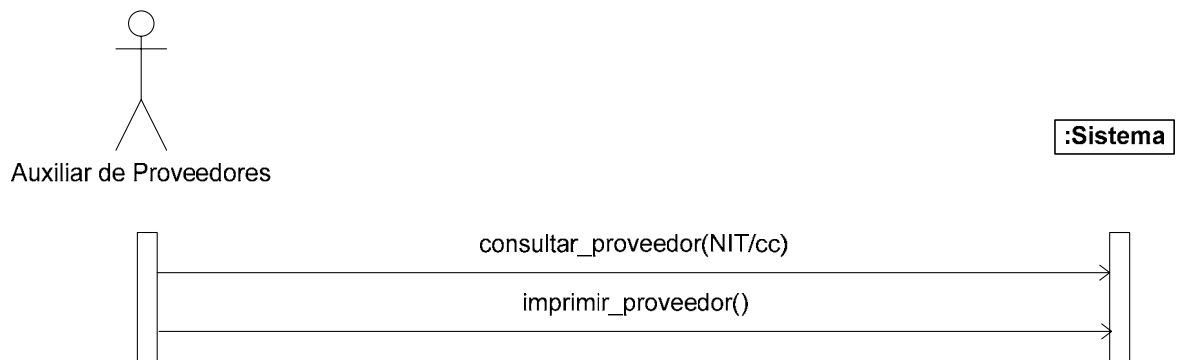 :Sistema
Auxiliar de Proveedores
consultar_proveedor(NIT/cc)
imprimir_proveedor()